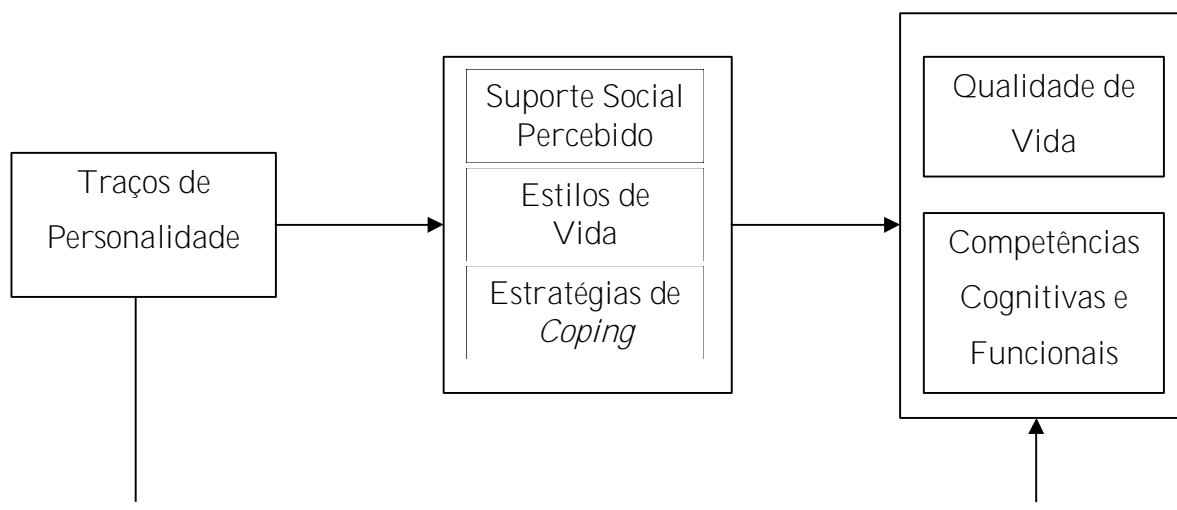 Traços de
Personalidade
Suporte Social
Percebido
Estilos de
Vida
Estratégias de
Coping
Qualidade de
Vida
Competências
Cognitivas e
Funcionais